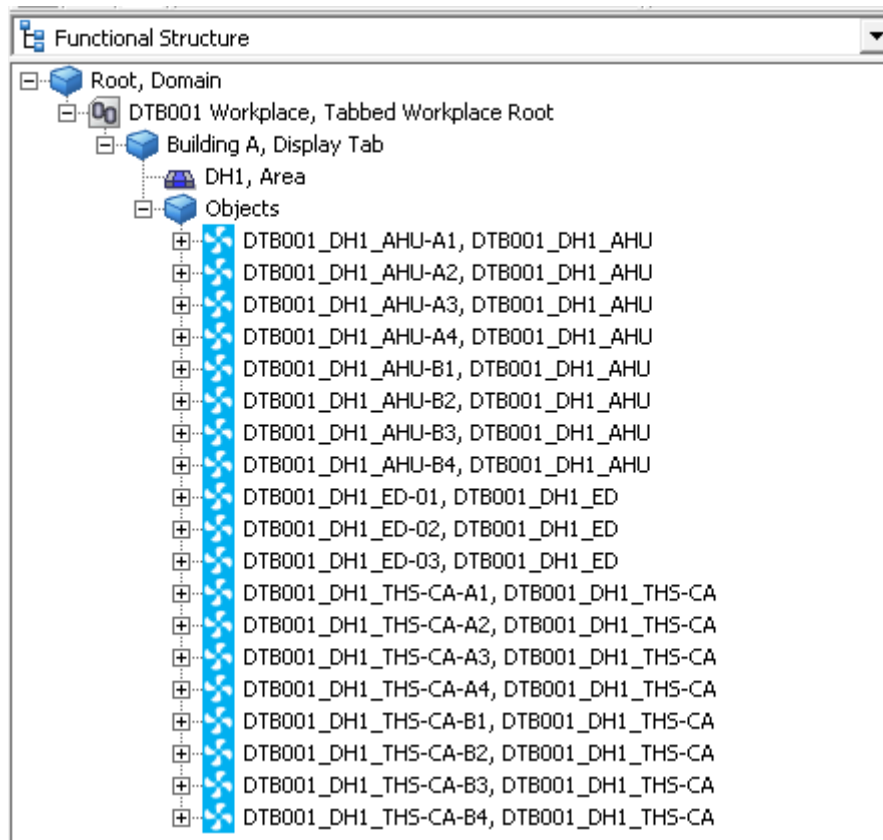 Functional Structure
Root, Domain
DTB001 Workplace, Tabbed Workplace Root
Building A, Display Tab
DH1, Area
Objects
DTB001_DH1_AHU-A1, DTB001_DH1_AHU
DTB001_DH1_AHU-A2, DTB001_DH1_AHU
DTB001_DH1_AHU-A3, DTB001_DH1_AHU
DTB001_DH1_AHU-A4, DTB001_DH1_AHU
DTB001_DH1_AHU-B1, DTB001_DH1_AHU
DTB001_DH1_AHU-B2, DTB001_DH1_AHU
DTB001_DH1_AHU-B3, DTB001_DH1_AHU
DTB001_DH1_AHU-B4, DTB001_DH1_AHU
DTB001_DH1_ED-01, DTB001_DH1_ED
DTB001_DH1_ED-02, DTB001_DH1_ED
DTB001_DH1_ED-03, DTB001_DH1_ED
DTB001_DH1_THS-CA-A1, DTB001_DH1_THS-CA
DTB001_DH1_THS-CA-A2, DTB001_DH1_THS-CA
DTB001_DH1_THS-CA-A3, DTB001_DH1_THS-CA
DTB001_DH1_THS-CA-A4, DTB001_DH1_THS-CA
DTB001_DH1_THS-CA-B1, DTB001_DH1_THS-CA
DTB001_DH1_THS-CA-B2, DTB001_DH1_THS-CA
DTB001_DH1_THS-CA-B3, DTB001_DH1_THS-CA
DTB001_DH1_THS-CA-B4, DTB001_DH1_THS-CA